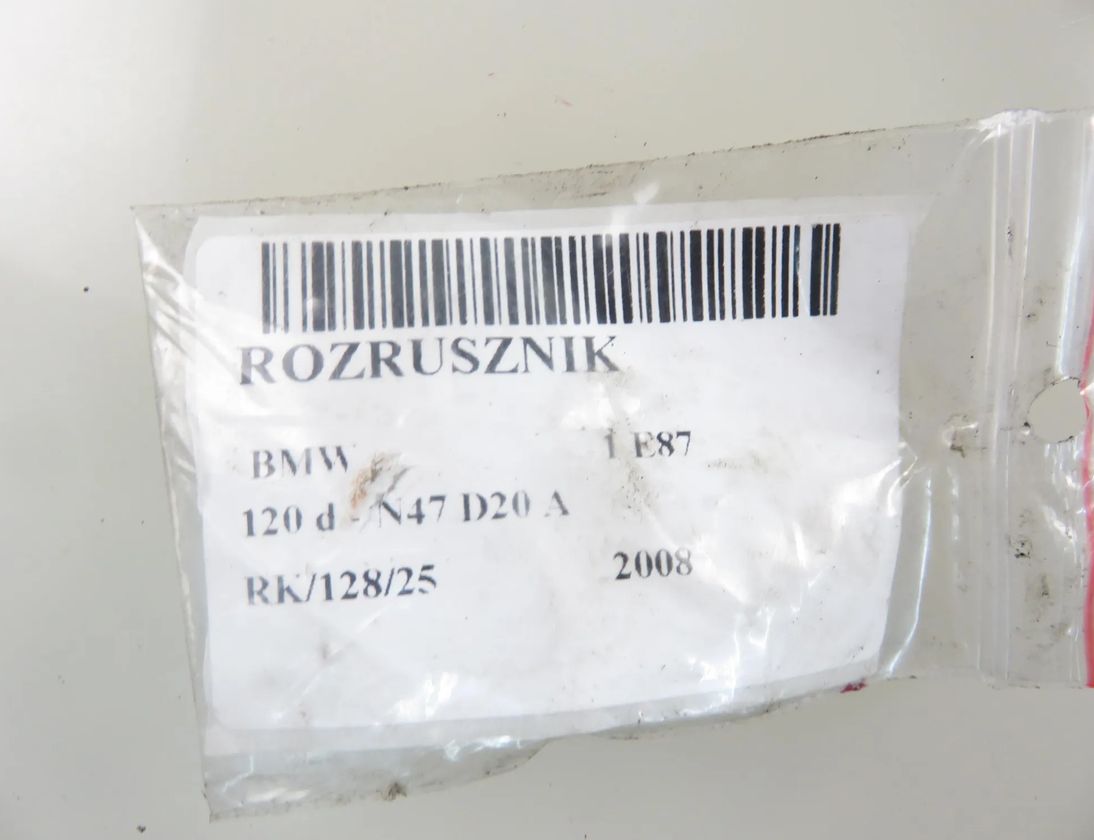 ROZRUSZNIK
BMW 1 E87
120 d - N47 D20 A
RK/128/25 2008